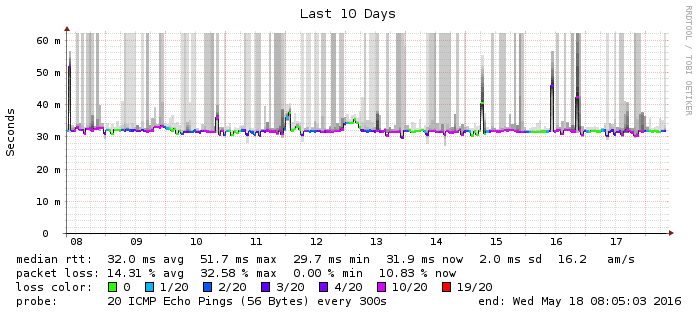 Last 10 Days
RRDTOOL / TOBI OETIKER
Seconds
60 m
50 m
40 m
30 m
20 m
10 m
0
08 09 10 11 12 13 14 15 16 17
median rtt: 32.0 ms avg 51.7 ms max 29.7 ms min 31.9 ms now 2.0 ms sd 16.2 am/s
packet loss: 14.31 % avg 32.58 % max 0.00 % min 10.83 % now
loss color: 0 1/20 2/20 3/20 4/20 10/20 19/20
probe: 20 ICMP Echo Pings (56 Bytes) every 300s end: Wed May 18 08:05:03 2016